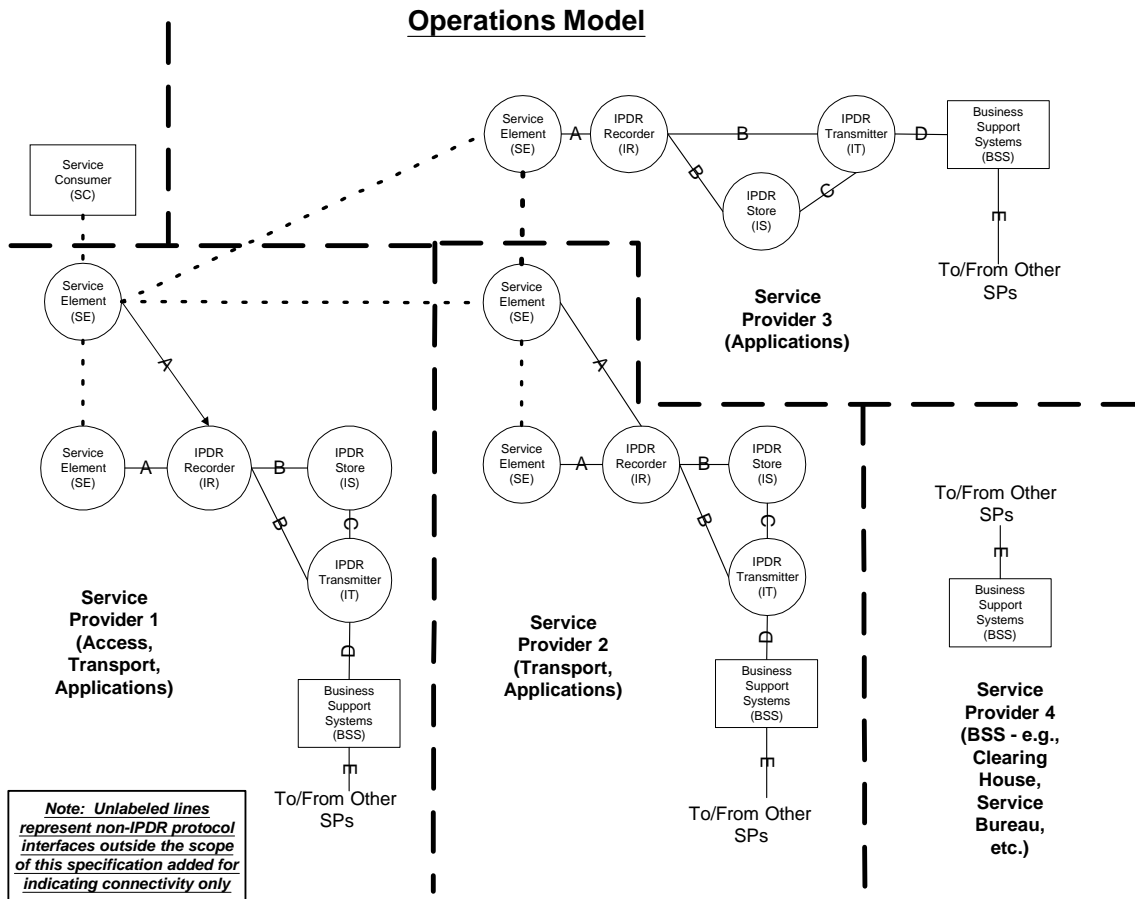 Operations Model
Service
Consumer
(SC)
Service
Element
(SE)
A
IPDR
Recorder
(IR)
B
IPDR
Transmitter
(IT)
D
Business
Support
Systems
(BSS)
B
C
IPDR
Store
(IS)
E
To/From Other
SPs
Service
Provider 3
(Applications)
Service
Element
(SE)
A
Service
Element
(SE)
A
IPDR
Recorder
(IR)
B
IPDR
Store
(IS)
B
C
IPDR
Transmitter
(IT)
D
Business
Support
Systems
(BSS)
E
To/From Other
SPs
Service
Provider 1
(Access,
Transport,
Applications)
Service
Element
(SE)
A
Service
Element
(SE)
A
IPDR
Recorder
(IR)
B
IPDR
Store
(IS)
B
C
IPDR
Transmitter
(IT)
D
Business
Support
Systems
(BSS)
E
To/From Other
SPs
Service
Provider 2
(Transport,
Applications)
To/From Other
SPs
E
Business
Support
Systems
(BSS)
Service
Provider 4
(BSS - e.g.,
Clearing
House,
Service
Bureau,
etc.)
Note: Unlabeled lines
represent non-IPDR protocol
interfaces outside the scope
of this specification added for
indicating connectivity only